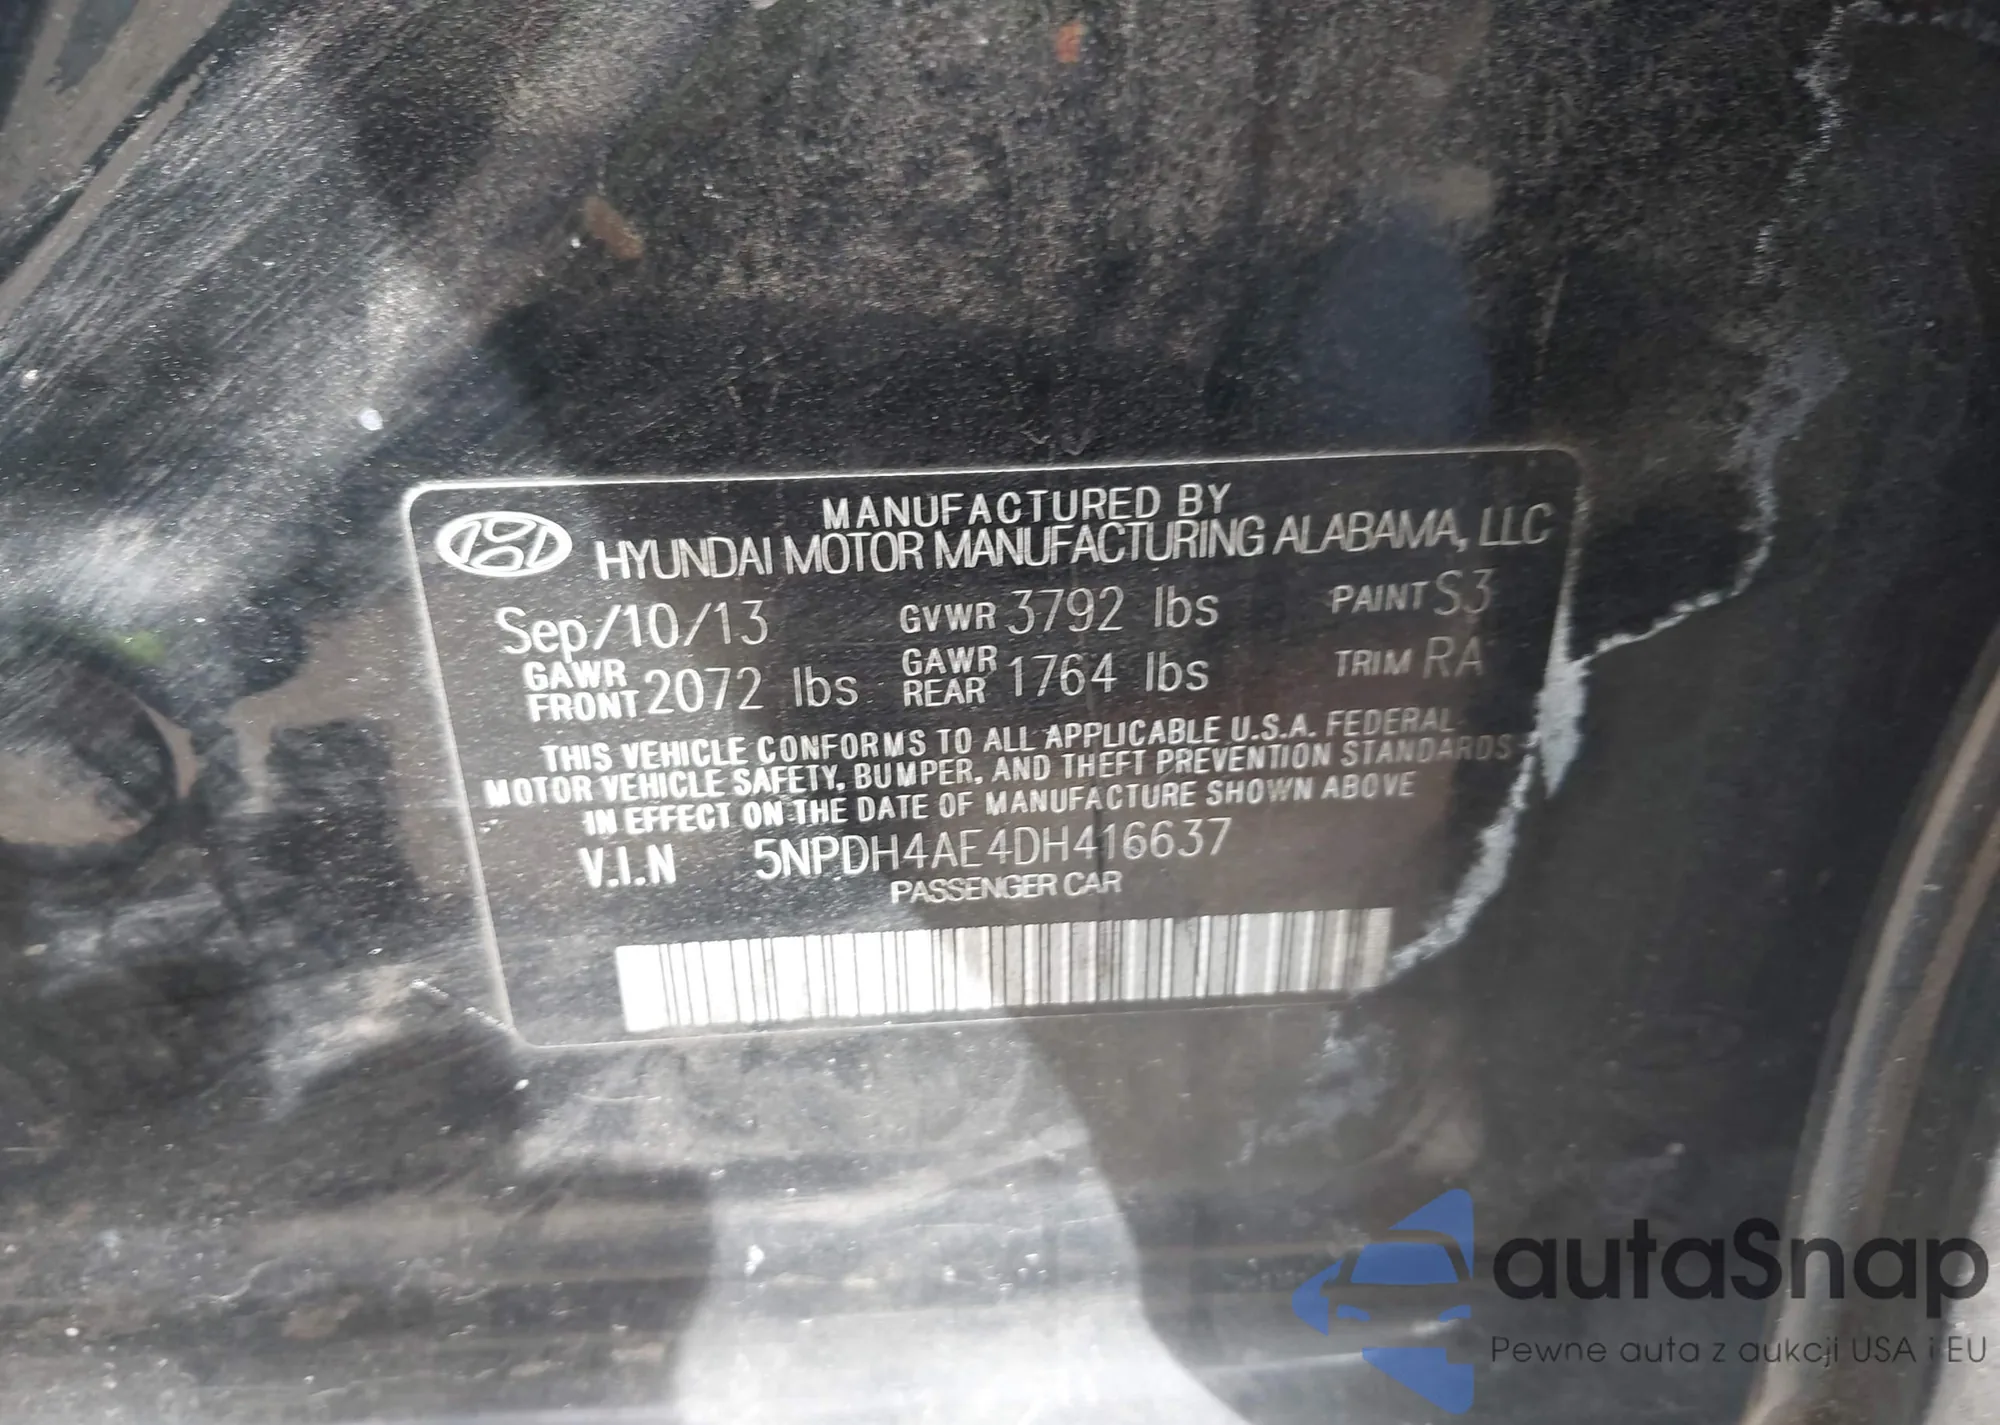 MANUFACTURED BY
HYUNDAI MOTOR MANUFACTURING ALABAMA, LLC
Sep/10/13 GVWR 3792 lbs PAINT S3
GAWR FRONT 2072 lbs GAWR REAR 1764 lbs TRIM RA
THIS VEHICLE CONFORMS TO ALL APPLICABLE U.S.A. FEDERAL
MOTOR VEHICLE SAFETY, BUMPER, AND THEFT PREVENTION STANDARDS
IN EFFECT ON THE DATE OF MANUFACTURE SHOWN ABOVE
V.I.N 5NPDH4AE4DH416637
PASSENGER CAR
autaSnap
Pewne auta z aukcji USA i EU